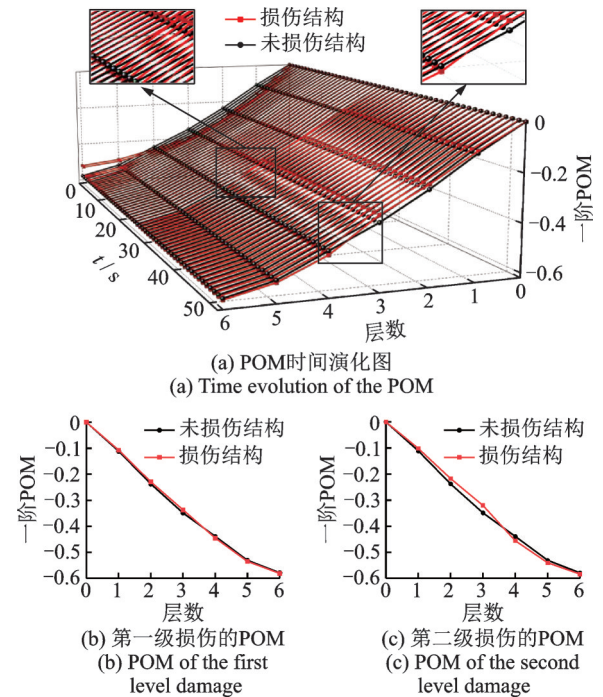 损伤结构
未损伤结构
0
−0.2
−0.4
−0.6
一阶POM
0
10
20
30
40
50
t / s
6
5
4
3
2
1
0
层数
(a) POM时间演化图
(a) Time evolution of the POM
0
−0.1
−0.2
−0.3
−0.4
−0.5
−0.6
一阶POM
未损伤结构
损伤结构
0 1 2 3 4 5 6
层数
(b) 第一级损伤的POM
(b) POM of the first
level damage
0
−0.1
−0.2
−0.3
−0.4
−0.5
−0.6
一阶POM
未损伤结构
损伤结构
0 1 2 3 4 5 6
层数
(c) 第二级损伤的POM
(c) POM of the second
level damage